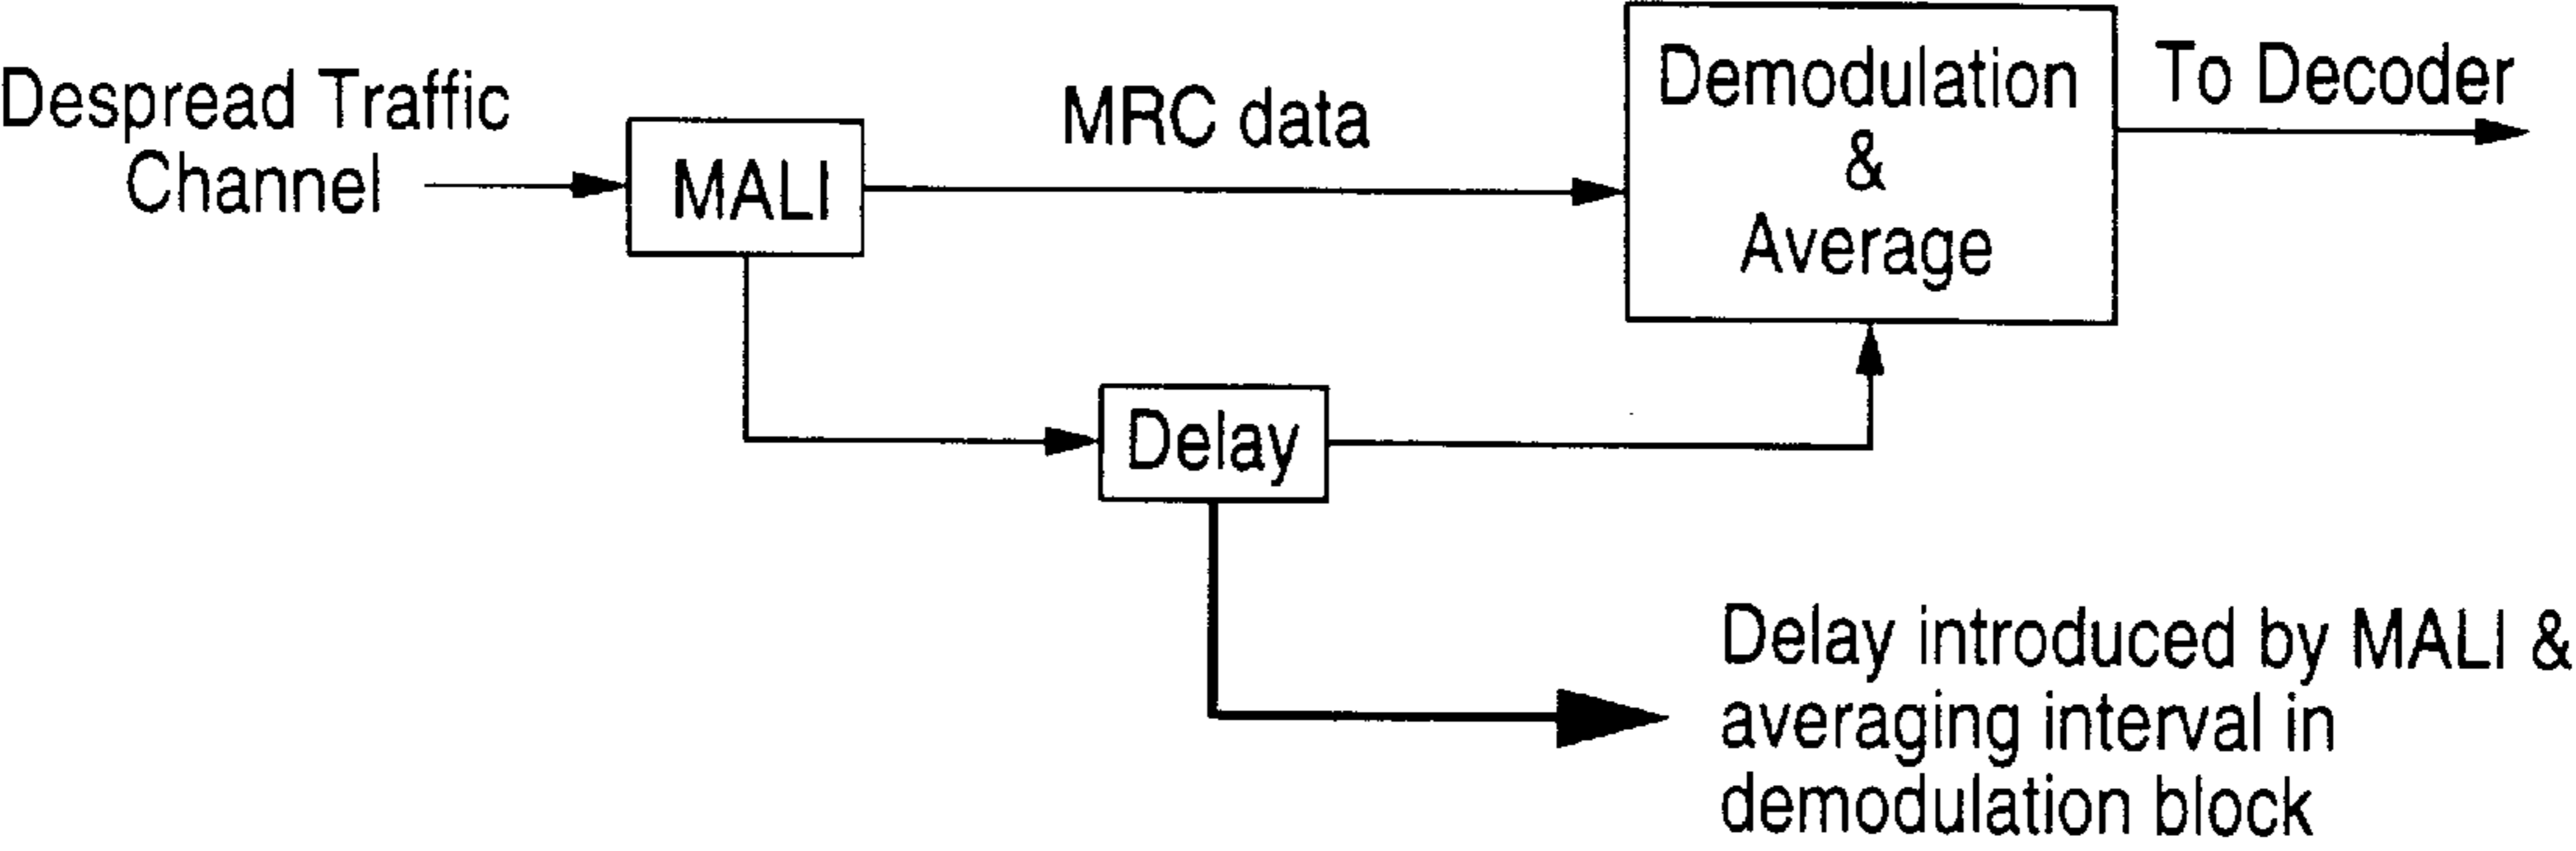 Despread Traffic
Channel
MALI
MRC data
Demodulation
&
Average
To Decoder
Delay
Delay introduced by MALI &
averaging interval in
demodulation block